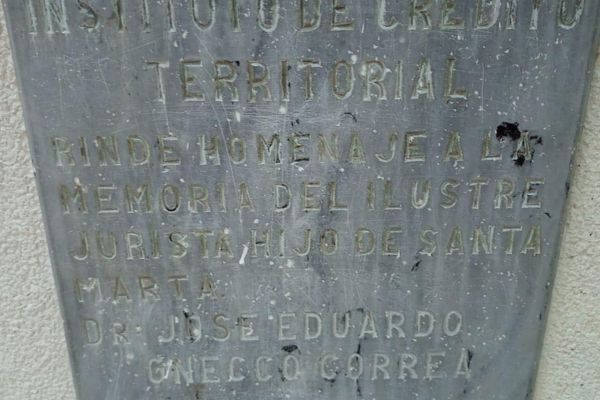 INSTITUTO DE CREDITO
TERRITORIAL
RINDE HOMENAJE A LA
MEMORIA DEL ILUSTRE
JURISTA HIJO DE SANTA
MARTA.
DR. JOSE EDUARDO
GNECCO CORREA